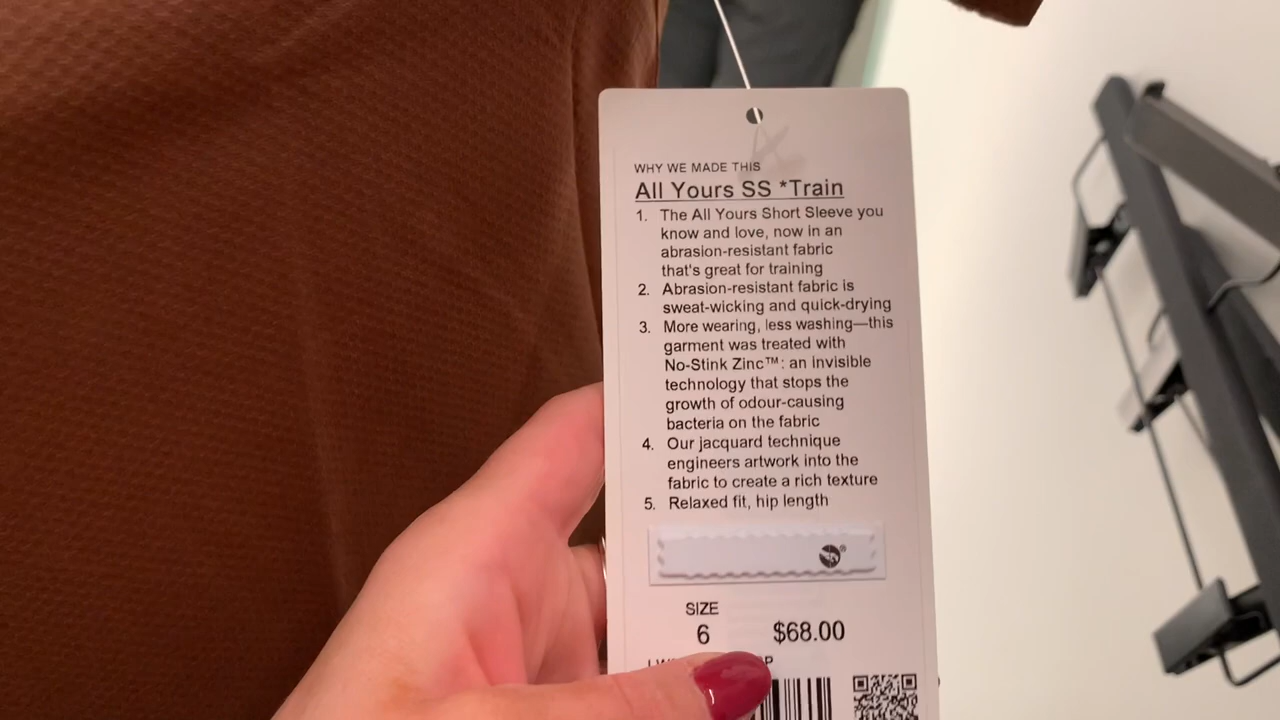 WHY WE MADE THIS
All Yours SS *Train
1. The All Yours Short Sleeve you
know and love, now in an
abrasion-resistant fabric
that's great for training
2. Abrasion-resistant fabric is
sweat-wicking and quick-drying
3. More wearing, less washing—this
garment was treated with
No-Stink Zinc™: an invisible
technology that stops the
growth of odour-causing
bacteria on the fabric
4. Our jacquard technique
engineers artwork into the
fabric to create a rich texture
5. Relaxed fit, hip length
®
SIZE
6 $68.00